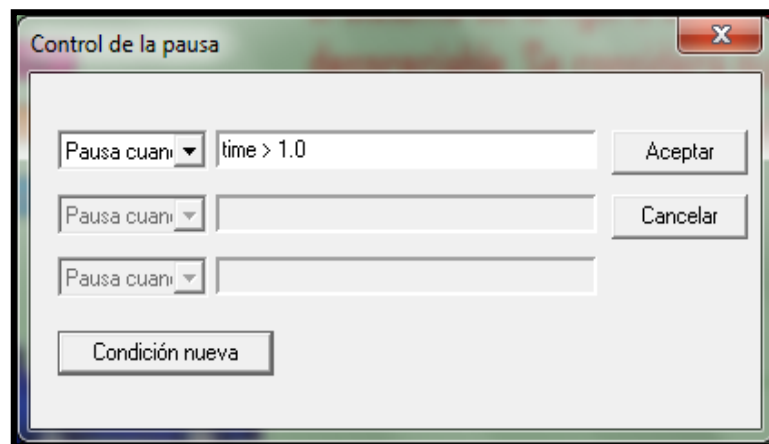 Control de la pausa
Pausa cuan
time > 1.0
Aceptar
Pausa cuan
Cancelar
Pausa cuan
Condición nueva